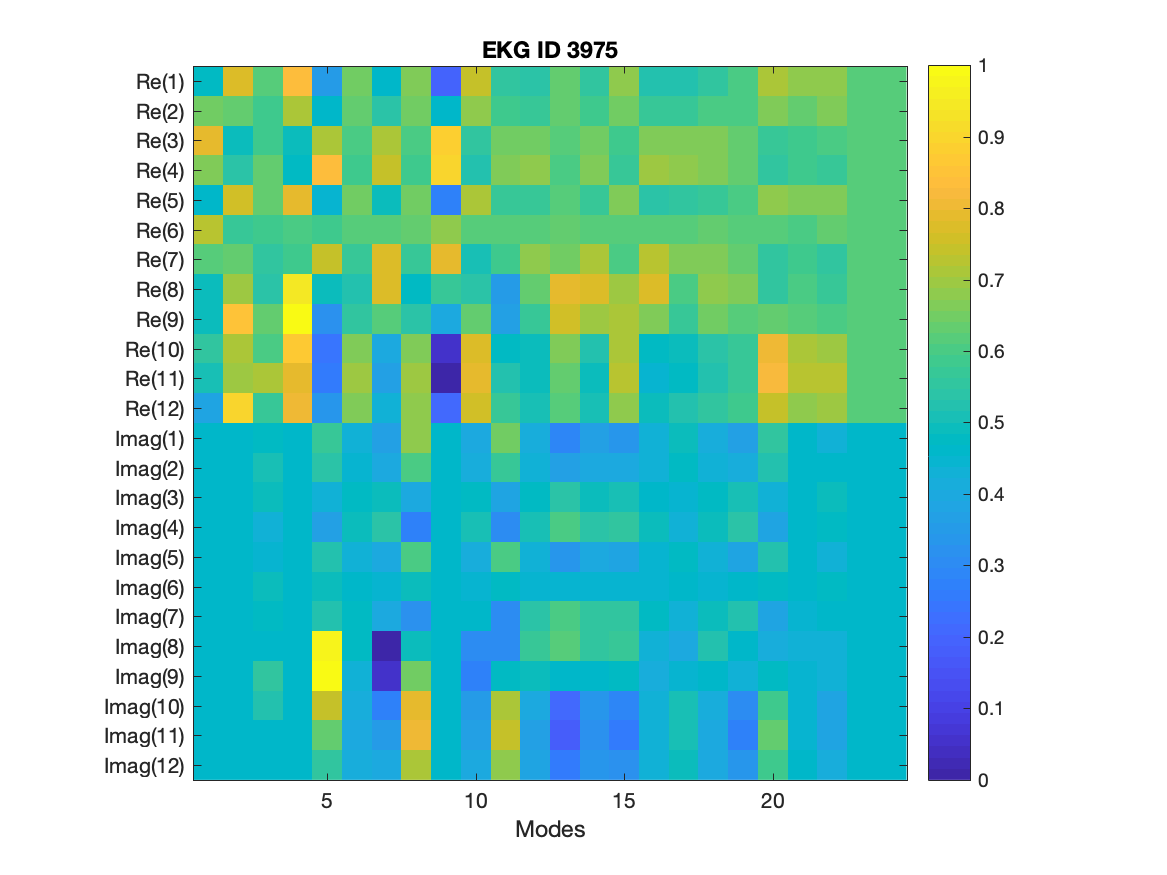 EKG ID 3975
Re(1)
Re(2)
Re(3)
Re(4)
Re(5)
Re(6)
Re(7)
Re(8)
Re(9)
Re(10)
Re(11)
Re(12)
Imag(1)
Imag(2)
Imag(3)
Imag(4)
Imag(5)
Imag(6)
Imag(7)
Imag(8)
Imag(9)
Imag(10)
Imag(11)
Imag(12)
5 10 15 20
Modes
1
0.9
0.8
0.7
0.6
0.5
0.4
0.3
0.2
0.1
0